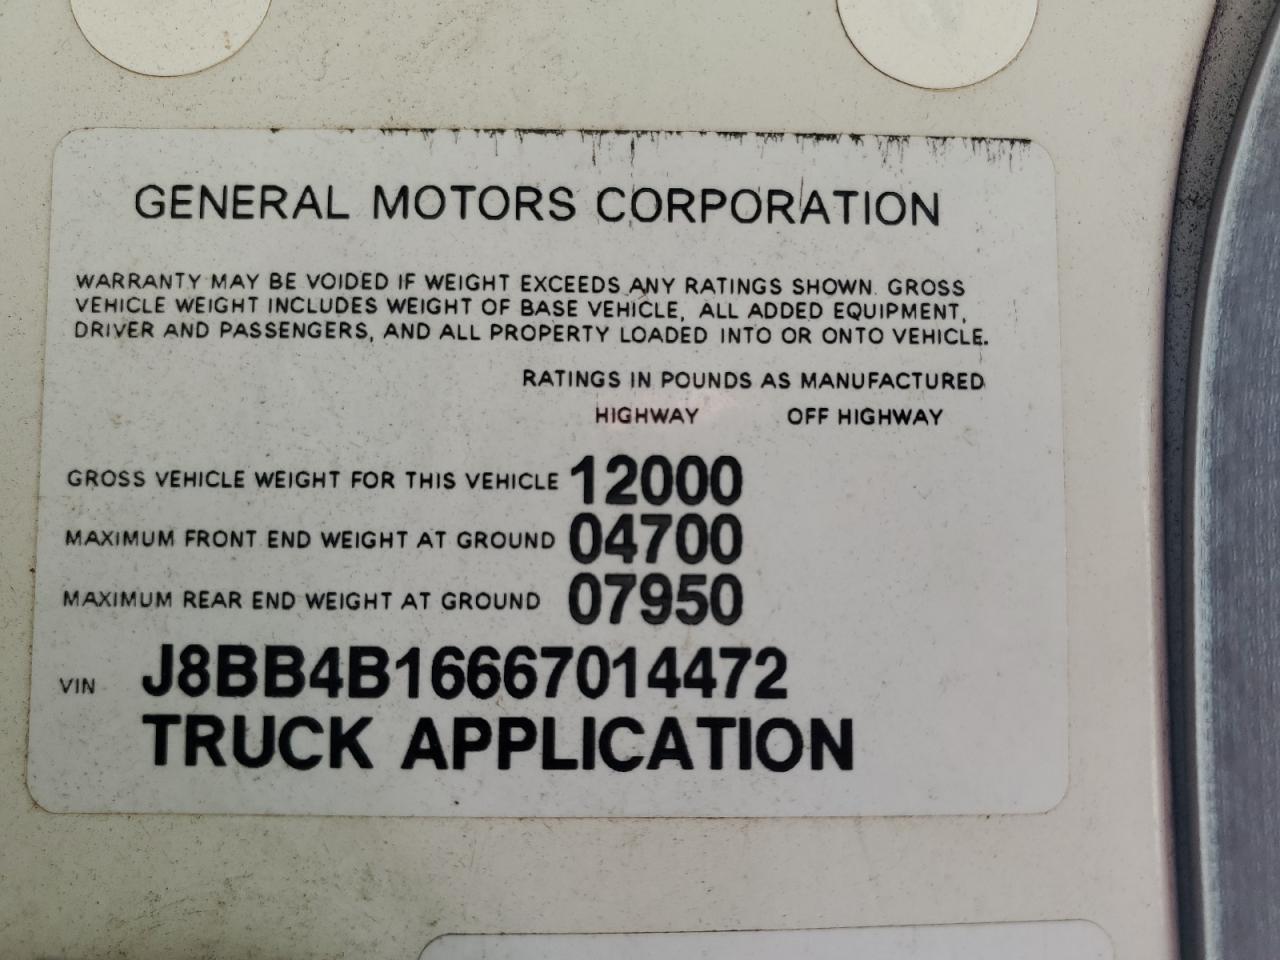 GENERAL MOTORS CORPORATION
WARRANTY MAY BE VOIDED IF WEIGHT EXCEEDS ANY RATINGS SHOWN. GROSS
VEHICLE WEIGHT INCLUDES WEIGHT OF BASE VEHICLE, ALL ADDED EQUIPMENT,
DRIVER AND PASSENGERS, AND ALL PROPERTY LOADED INTO OR ONTO VEHICLE.
RATINGS IN POUNDS AS MANUFACTURED
HIGHWAY OFF HIGHWAY
GROSS VEHICLE WEIGHT FOR THIS VEHICLE 12000
MAXIMUM FRONT END WEIGHT AT GROUND 04700
MAXIMUM REAR END WEIGHT AT GROUND 07950
VIN J8BB4B16667014472
TRUCK APPLICATION